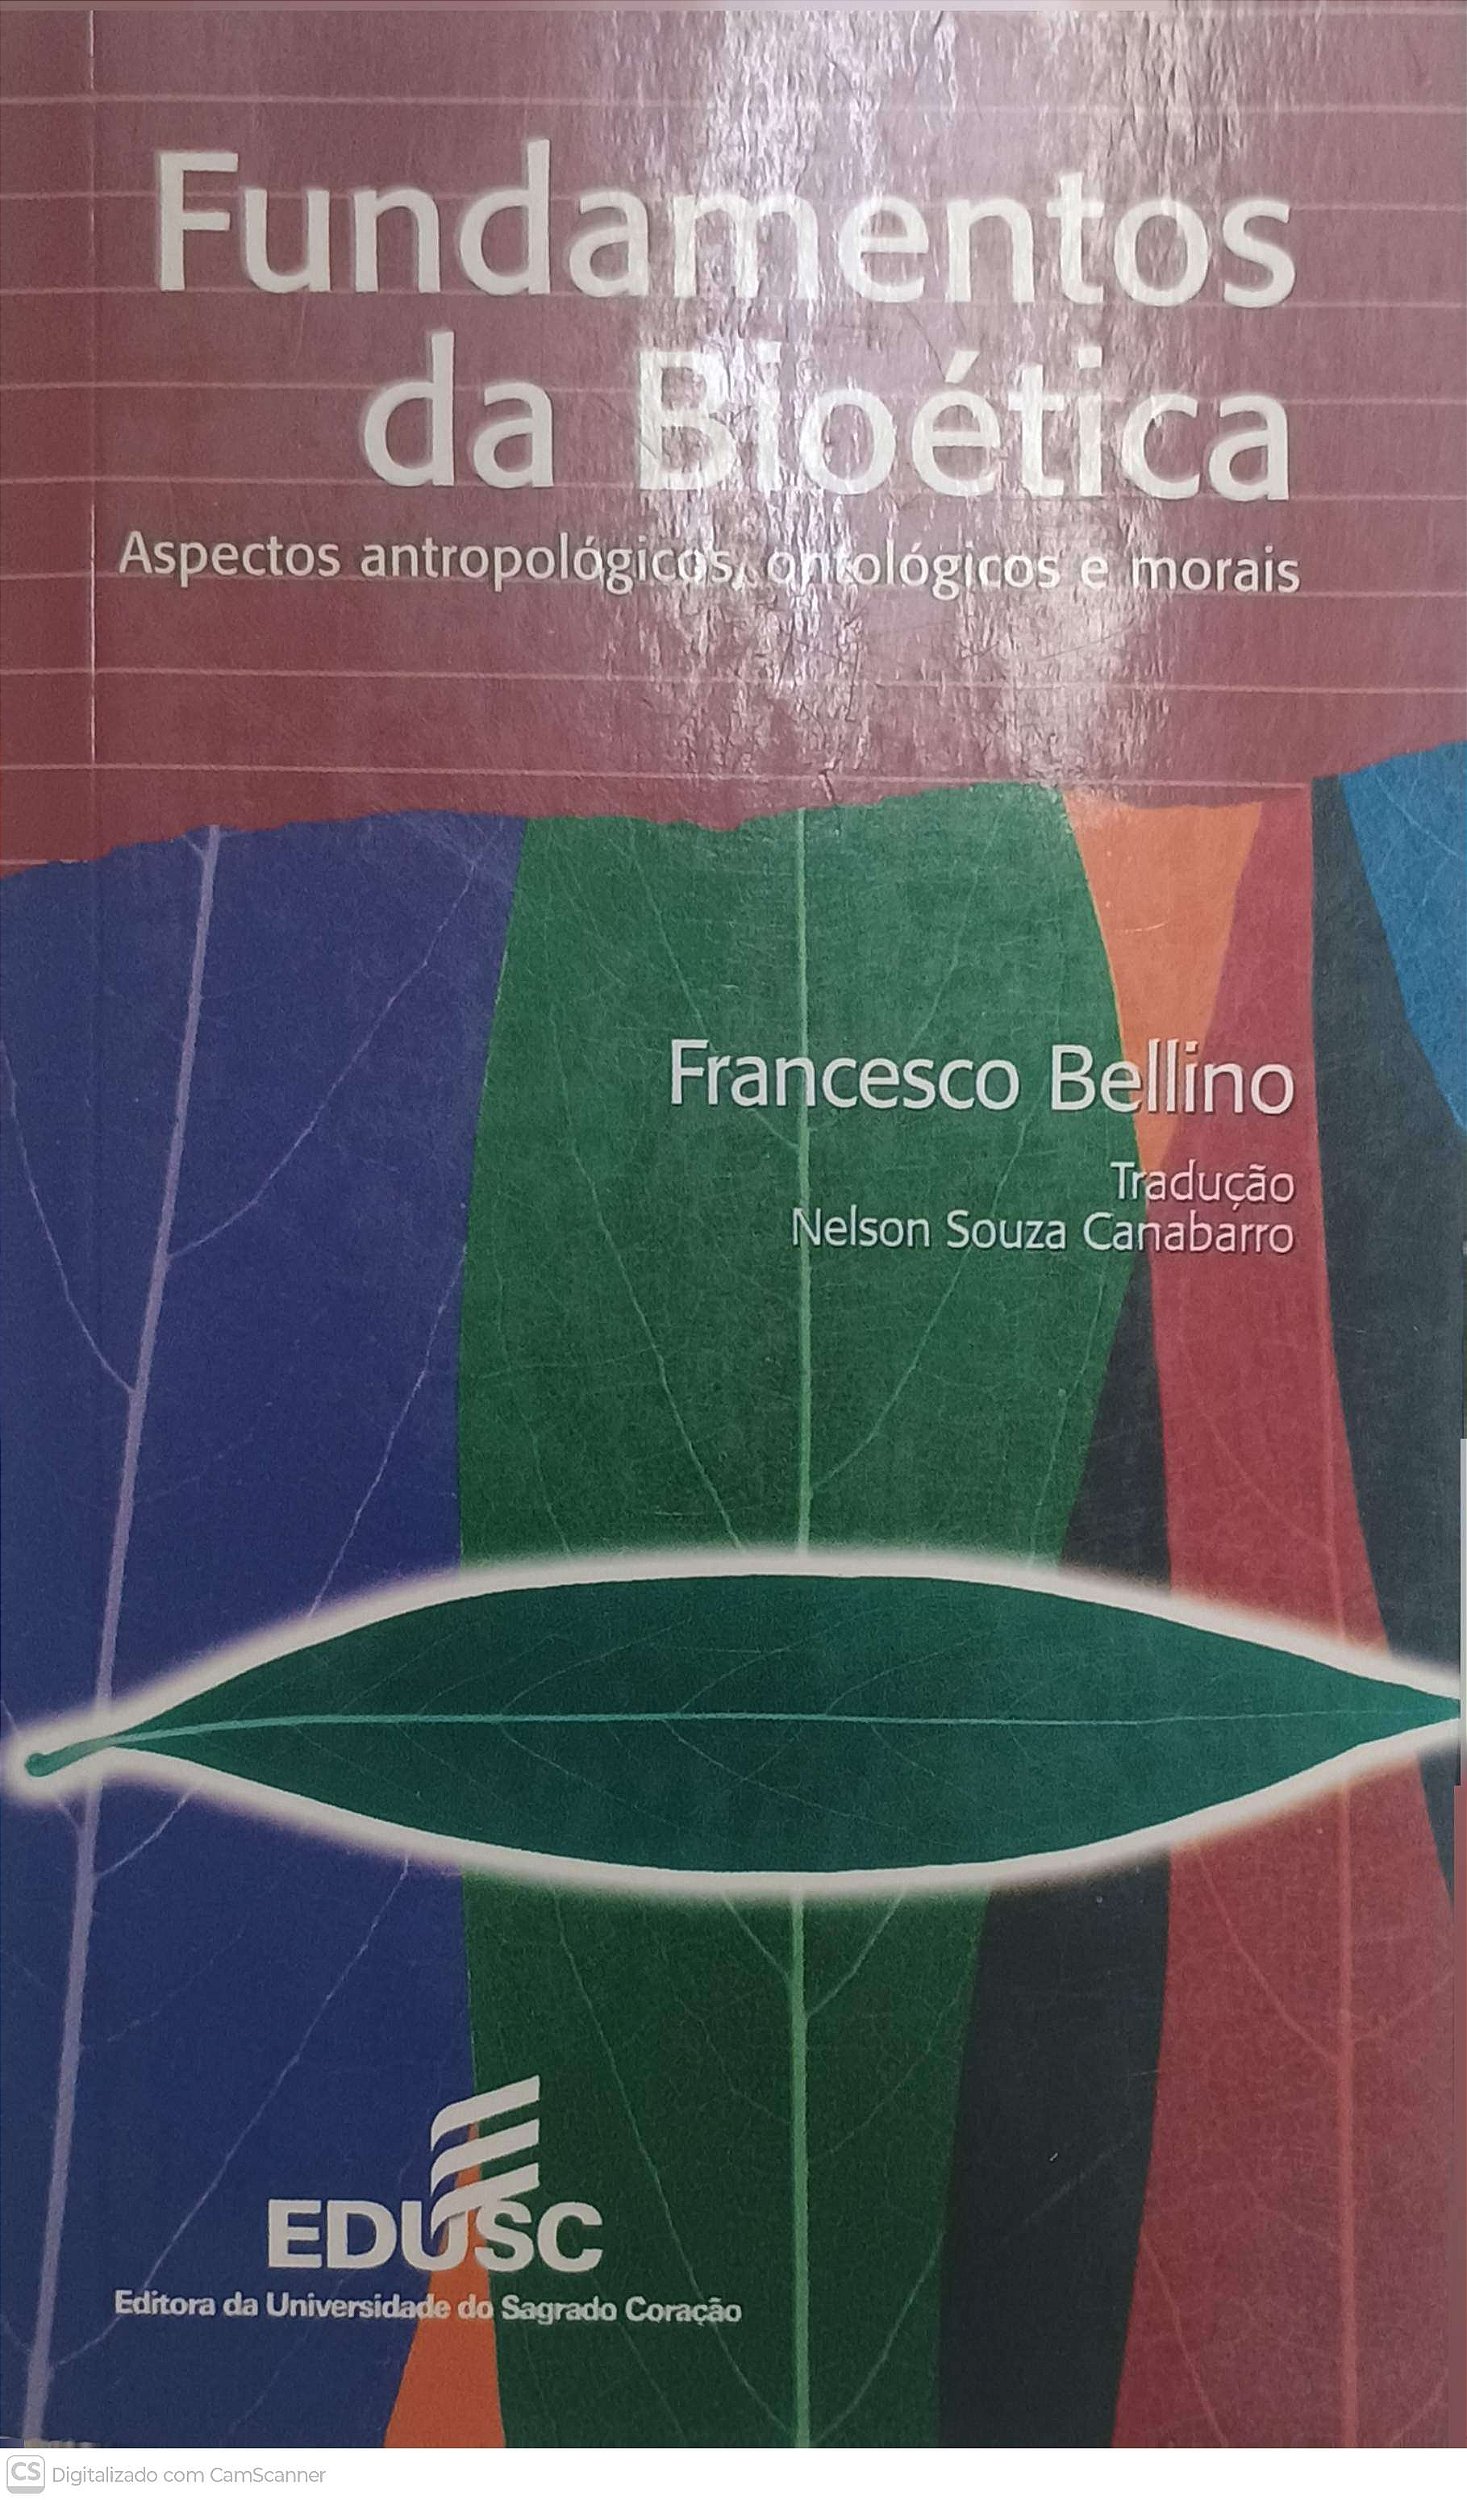 Fundamentos
da Bioética
Aspectos antropológicos, ontológicos e morais
Francesco Bellino
Tradução
Nelson Souza Canabarro
EDUSC
Editora da Universidade do Sagrado Coração
CS Digitalizado com CamScanner